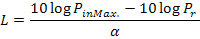 L = (10 log P_inMax. − 10 log P_r) / α